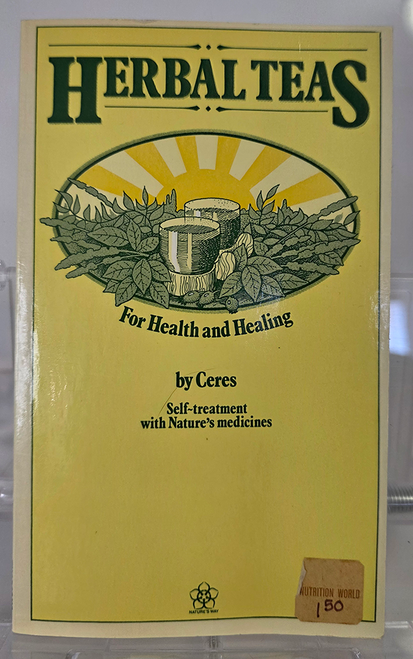 HERBAL TEAS
For Health and Healing
by Ceres
Self-treatment
with Nature's medicines
NATURE'S WAY
NUTRITION WORLD
1 50